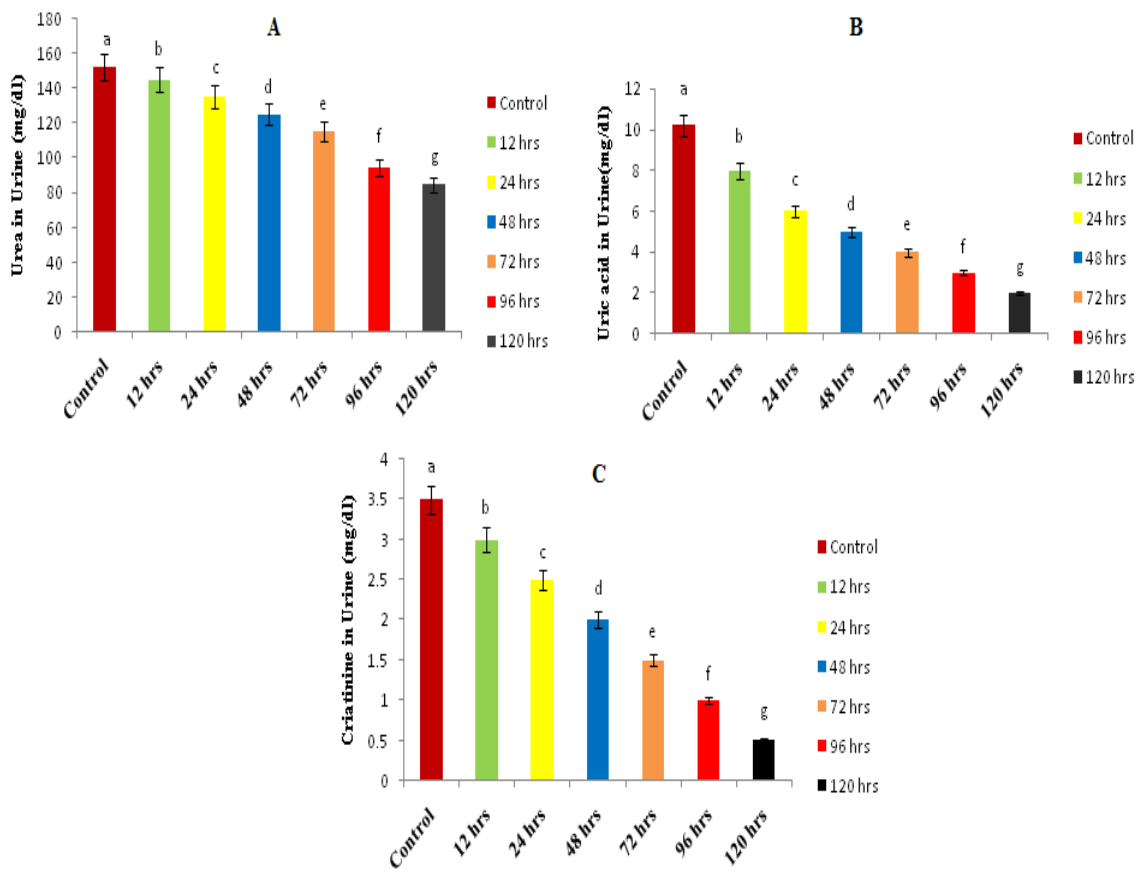 A
Urea in Urine (mg/dl)
180
160
140
120
100
80
60
40
20
0
a
b
c
d
e
f
g
Control
12 hrs
24 hrs
48 hrs
72 hrs
96 hrs
120 hrs
Control
12 hrs
24 hrs
48 hrs
72 hrs
96 hrs
120 hrs
B
Uric acid in Urine(mg/dl)
12
10
8
6
4
2
0
a
b
c
d
e
f
g
Control
12 hrs
24 hrs
48 hrs
72 hrs
96 hrs
120 hrs
Control
12 hrs
24 hrs
48 hrs
72 hrs
96 hrs
120 hrs
C
Criatinine in Urine (mg/dl)
4
3.5
3
2.5
2
1.5
1
0.5
0
a
b
c
d
e
f
g
Control
12 hrs
24 hrs
48 hrs
72 hrs
96 hrs
120 hrs
Control
12 hrs
24 hrs
48 hrs
72 hrs
96 hrs
120 hrs